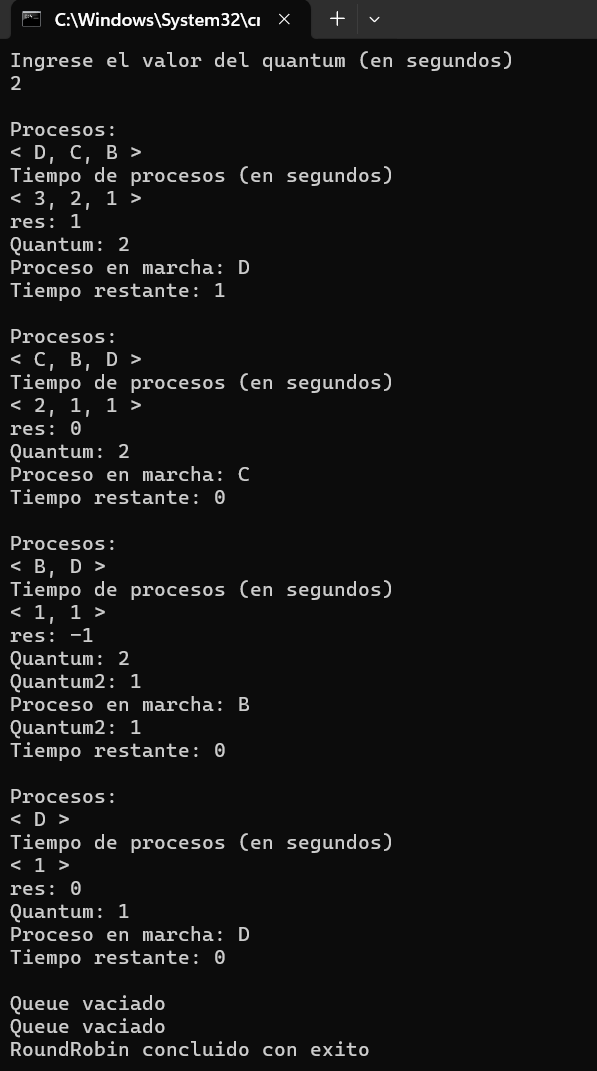 C:\Windows\System32\cr
Ingrese el valor del quantum (en segundos)
2
Procesos:
< D, C, B >
Tiempo de procesos (en segundos)
< 3, 2, 1 >
res: 1
Quantum: 2
Proceso en marcha: D
Tiempo restante: 1
Procesos:
< C, B, D >
Tiempo de procesos (en segundos)
< 2, 1, 1 >
res: 0
Quantum: 2
Proceso en marcha: C
Tiempo restante: 0
Procesos:
< B, D >
Tiempo de procesos (en segundos)
< 1, 1 >
res: -1
Quantum: 2
Quantum2: 1
Proceso en marcha: B
Quantum2: 1
Tiempo restante: 0
Procesos:
< D >
Tiempo de procesos (en segundos)
< 1 >
res: 0
Quantum: 1
Proceso en marcha: D
Tiempo restante: 0
Queue vaciado
Queue vaciado
RoundRobin concluido con exito